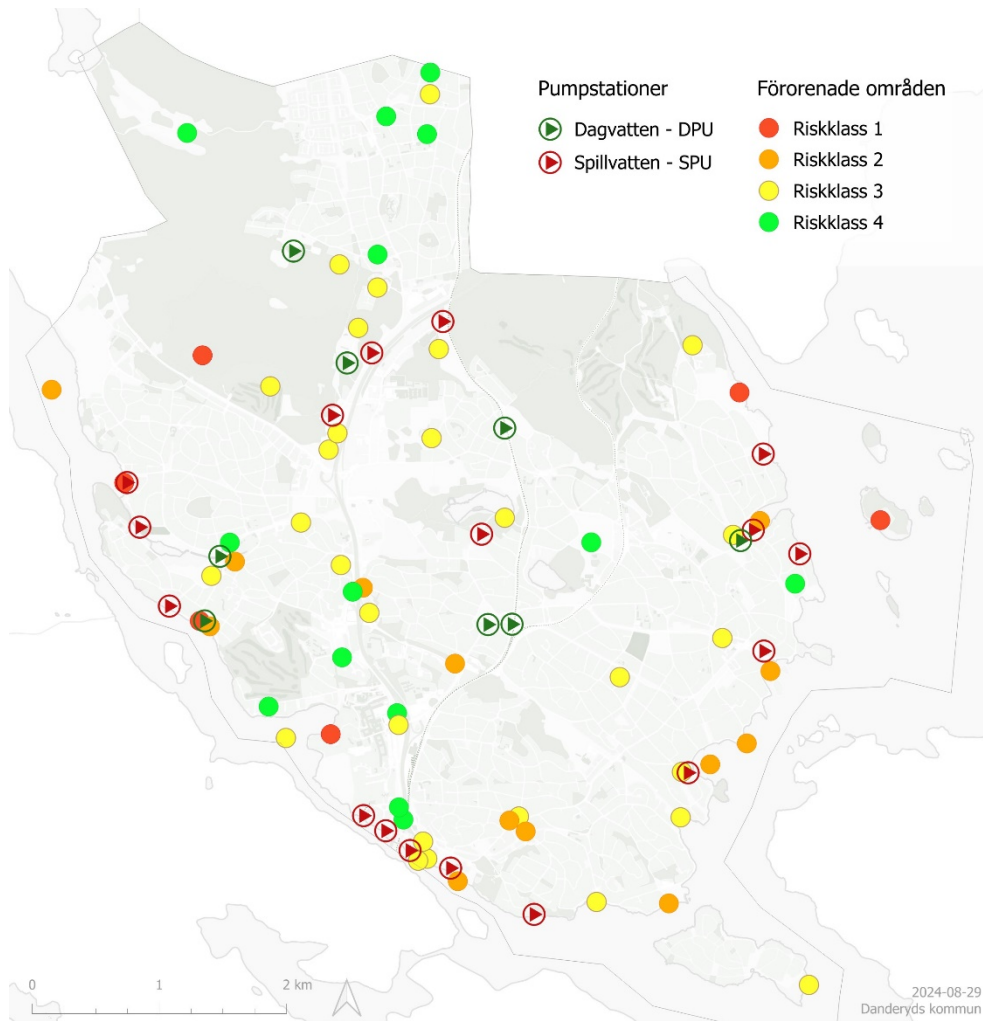 Pumpstationer
Dagvatten - DPU
Spillvatten - SPU
Förorenade områden
Riskklass 1
Riskklass 2
Riskklass 3
Riskklass 4
0 1 2 km
2024-08-29
Danderyds kommun